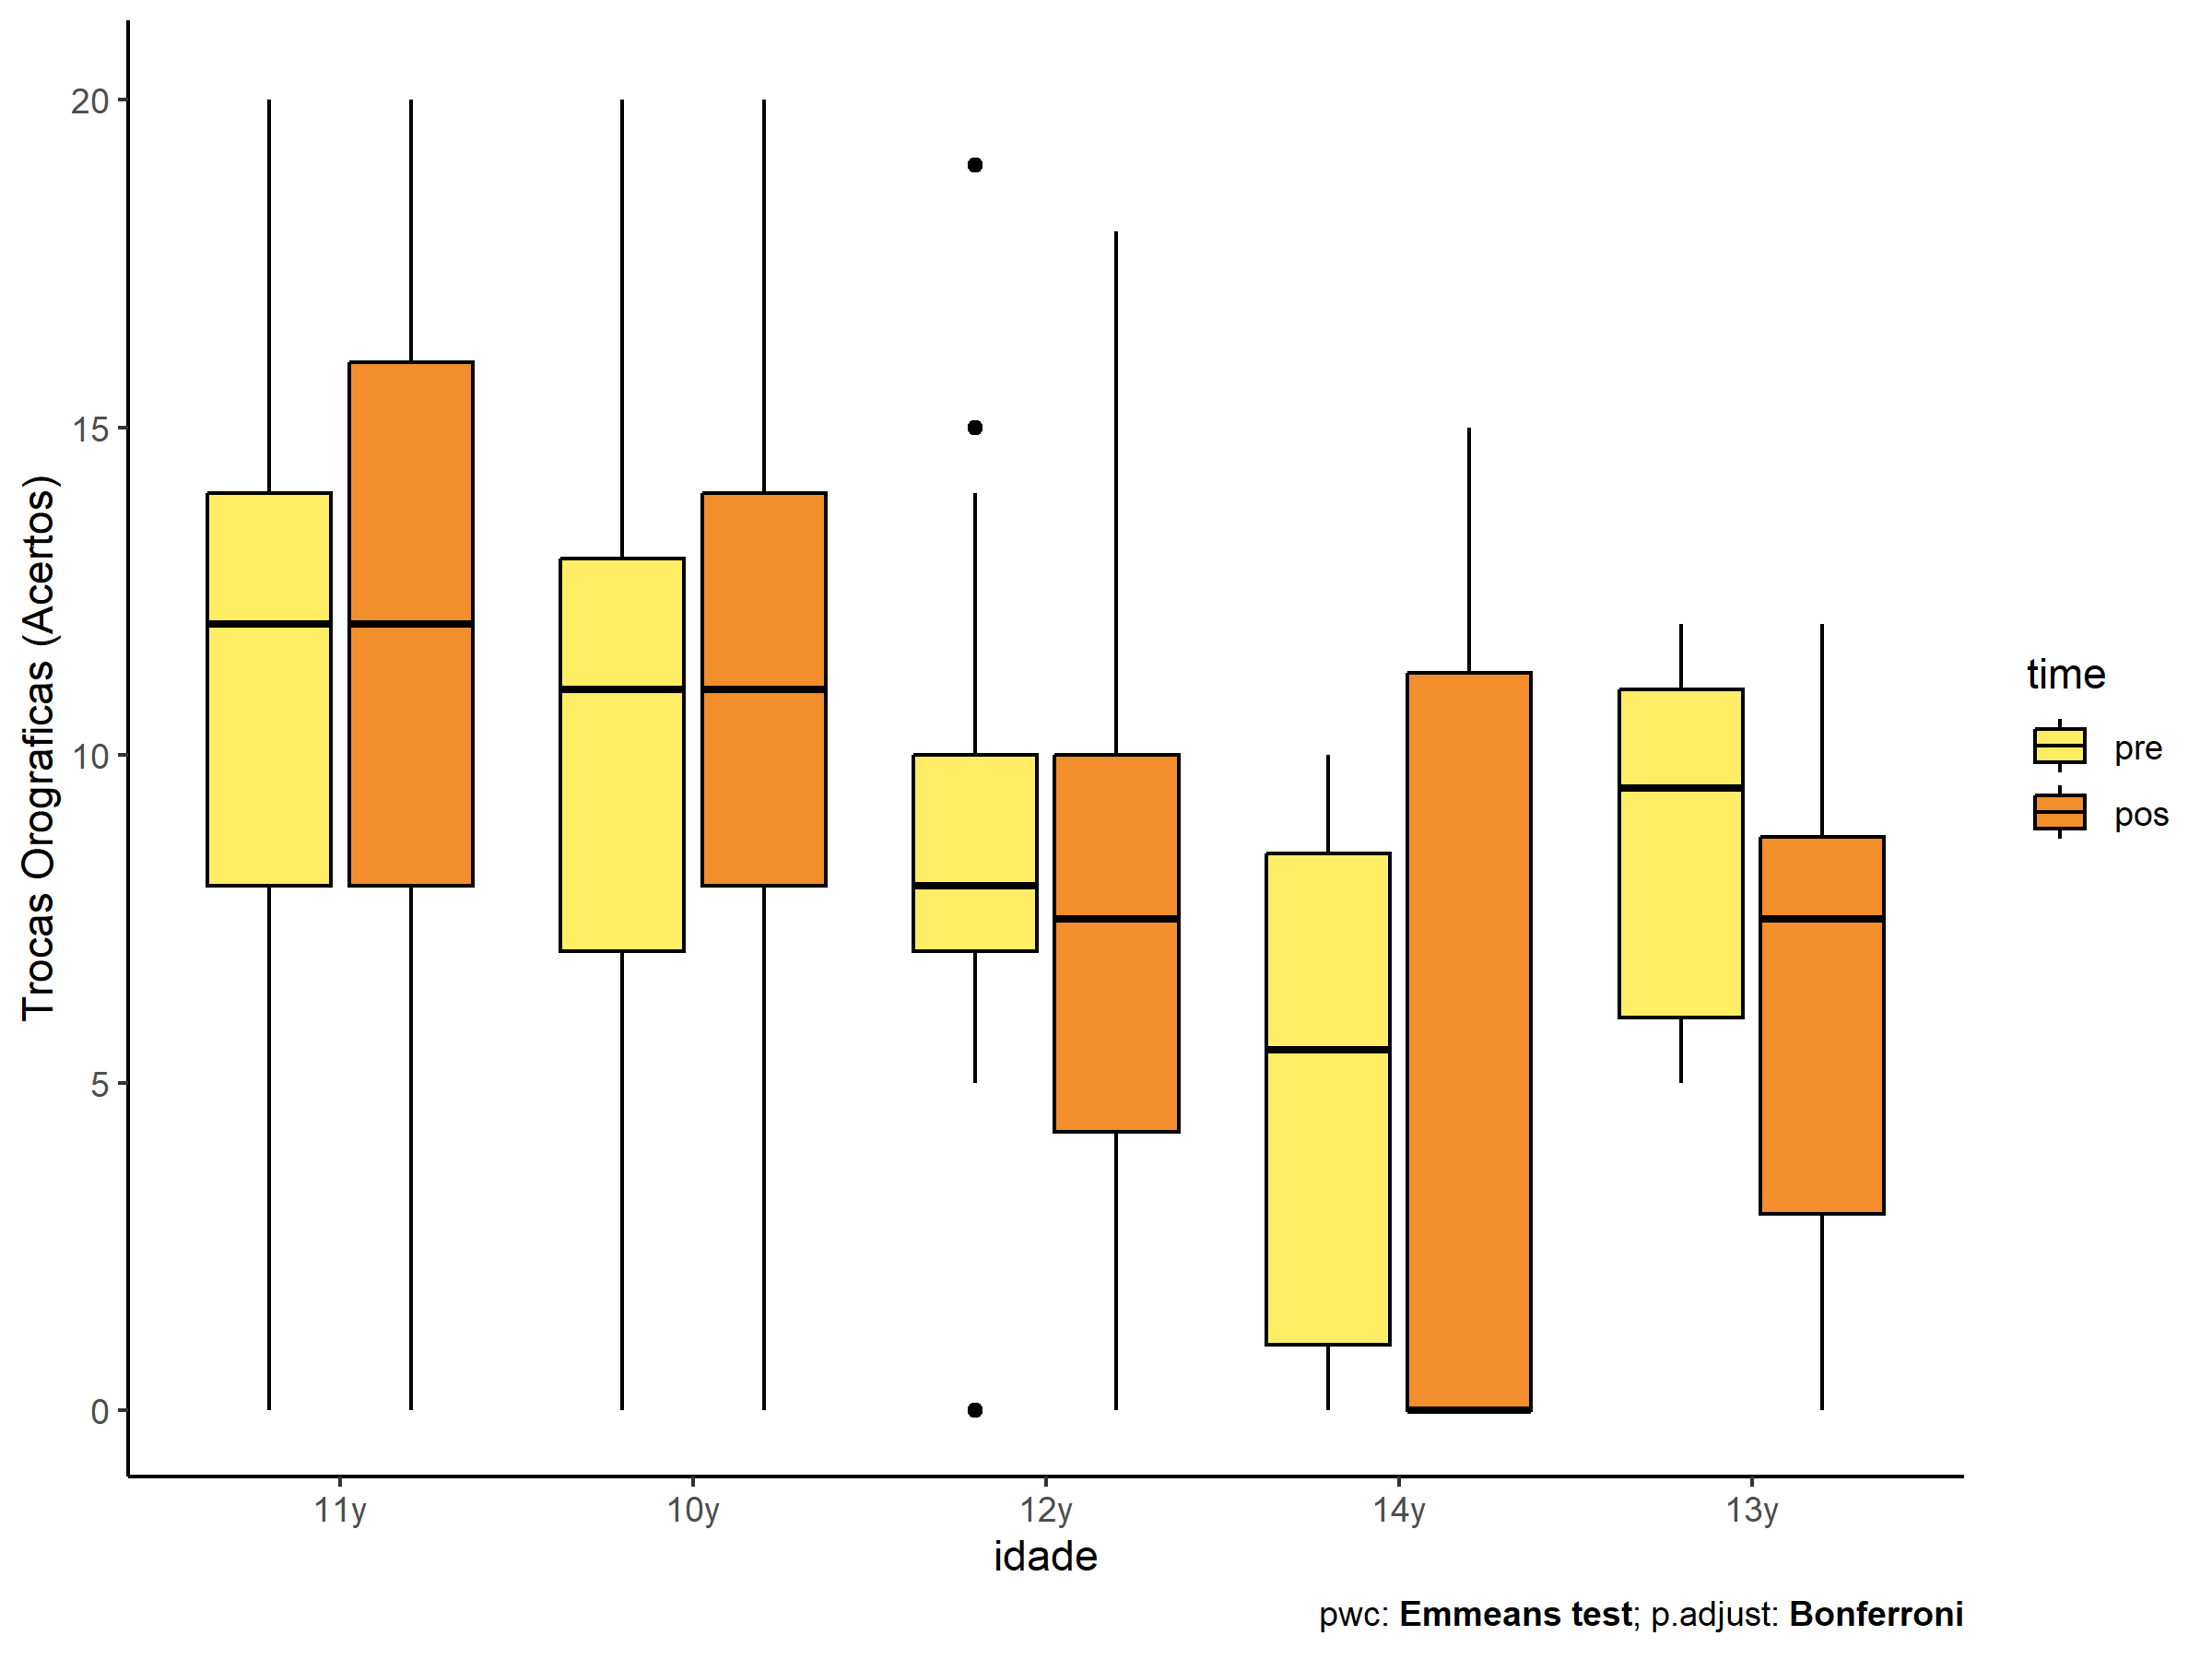 Trocas Orograficas (Acertos)
20
15
10
5
0
11y
10y
12y
14y
13y
idade
time
pre
pos
pwc: Emmeans test; p.adjust: Bonferroni